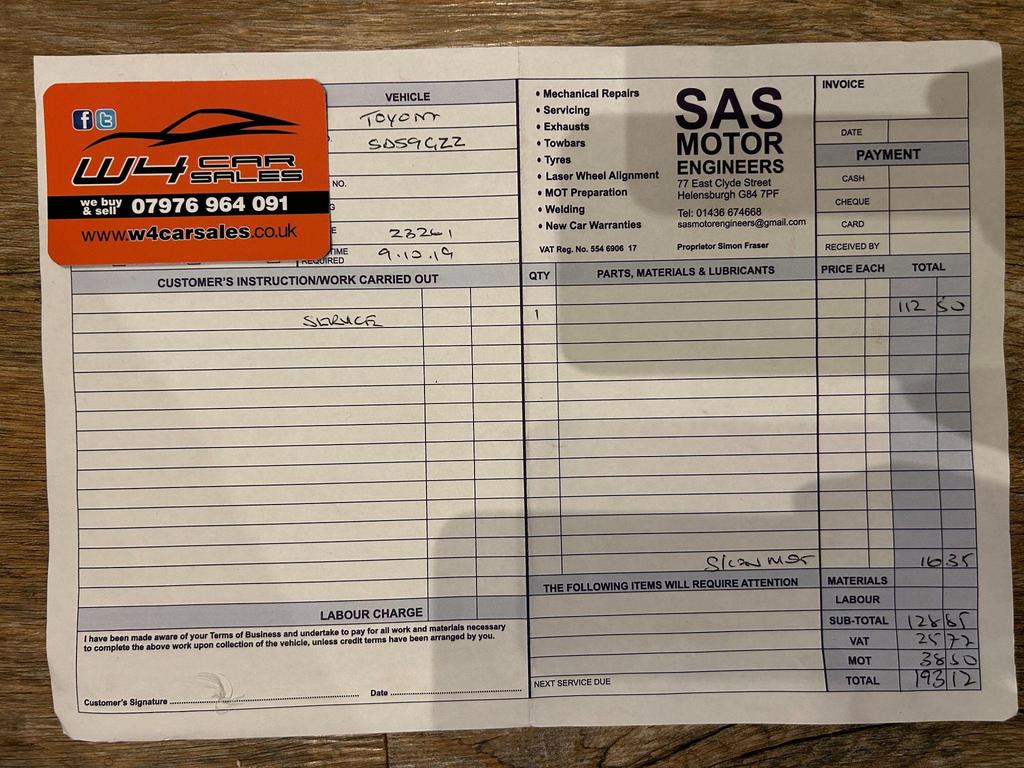 W4 CAR SALES
we buy & sell 07976 964 091
www.w4carsales.co.uk
VEHICLE
TOYOTA
SD59GZZ
NO.
23261
TIME REQUIRED
9.10.19
• Mechanical Repairs
• Servicing
• Exhausts
• Towbars
• Tyres
• Laser Wheel Alignment
• MOT Preparation
• Welding
• New Car Warranties
VAT Reg. No. 554 6906 17
SAS
MOTOR
ENGINEERS
77 East Clyde Street
Helensburgh G84 7PF
Tel: 01436 674668
sasmotorengineers@gmail.com
Proprietor Simon Fraser
INVOICE
DATE
PAYMENT
CASH
CHEQUE
CARD
RECEIVED BY
CUSTOMER'S INSTRUCTION/WORK CARRIED OUT
QTY
PARTS, MATERIALS & LUBRICANTS
PRICE EACH
TOTAL
SERVICE
1
112 50
16 35
LABOUR CHARGE
I have been made aware of your Terms of Business and undertake to pay for all work and materials necessary
to complete the above work upon collection of the vehicle, unless credit terms have been arranged by you.
Customer's Signature
Date
THE FOLLOWING ITEMS WILL REQUIRE ATTENTION
NEXT SERVICE DUE
MATERIALS
LABOUR
SUB-TOTAL 128 85
VAT 25 77
MOT 38 50
TOTAL 193 12